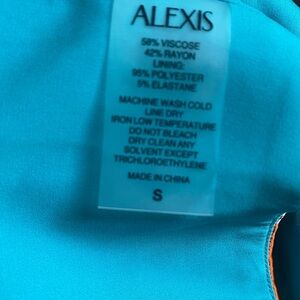 ALEXIS
58% VISCOSE
42% RAYON
LINING:
95% POLYESTER
5% ELASTANE
MACHINE WASH COLD
LINE DRY
IRON LOW TEMPERATURE
DO NOT BLEACH
DRY CLEAN ANY
SOLVENT EXCEPT
TRICHLOROETHYLENE
MADE IN CHINA
S